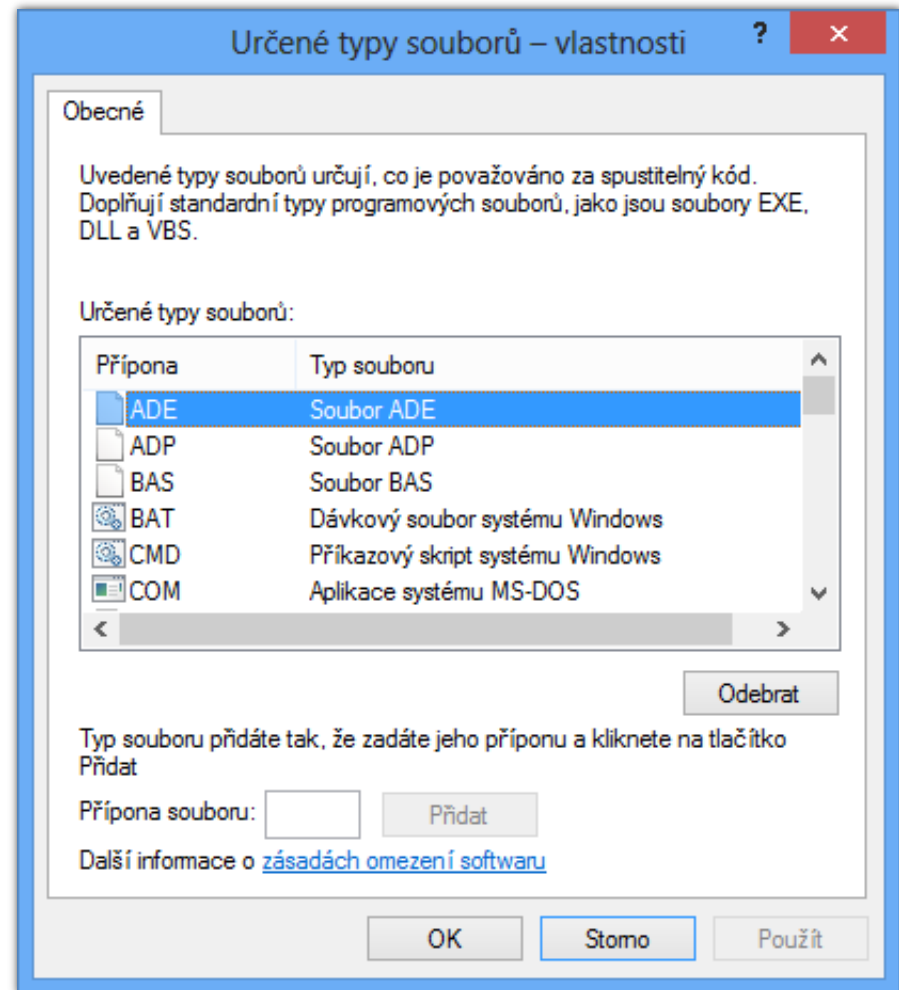 Určené typy souborů – vlastnosti
?
×
Obecné
Uvedené typy souborů určují, co je považováno za spustitelný kód.
Doplňují standardní typy programových souborů, jako jsou soubory EXE,
DLL a VBS.
Určené typy souborů:
Přípona Typ souboru
ADE Soubor ADE
ADP Soubor ADP
BAS Soubor BAS
BAT Dávkový soubor systému Windows
CMD Příkazový skript systému Windows
COM Aplikace systému MS-DOS
Odebrat
Typ souboru přidáte tak, že zadáte jeho příponu a kliknete na tlačítko
Přidat
Přípona souboru: Přidat
Další informace o zásadách omezení softwaru
OK Storno Použít